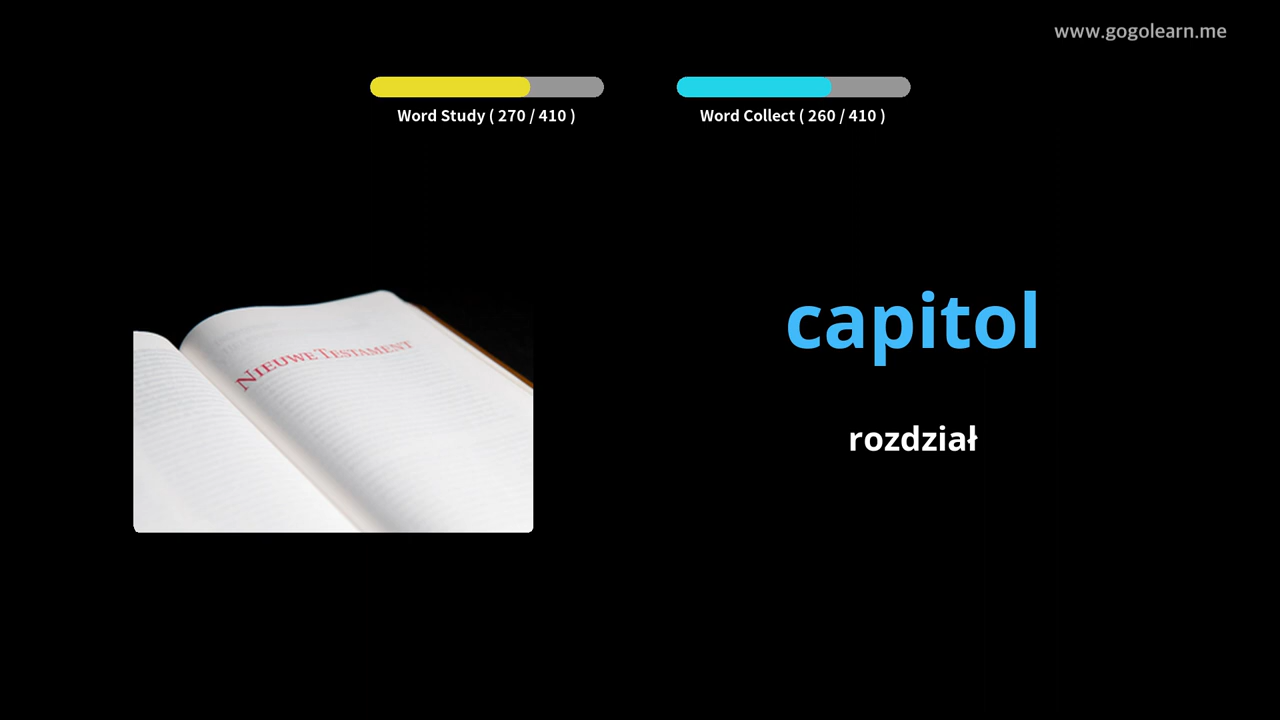 www.gogolearn.me
Word Study ( 270 / 410 )
Word Collect ( 260 / 410 )
capitol
rozdział
NIEUWE TESTAMENT